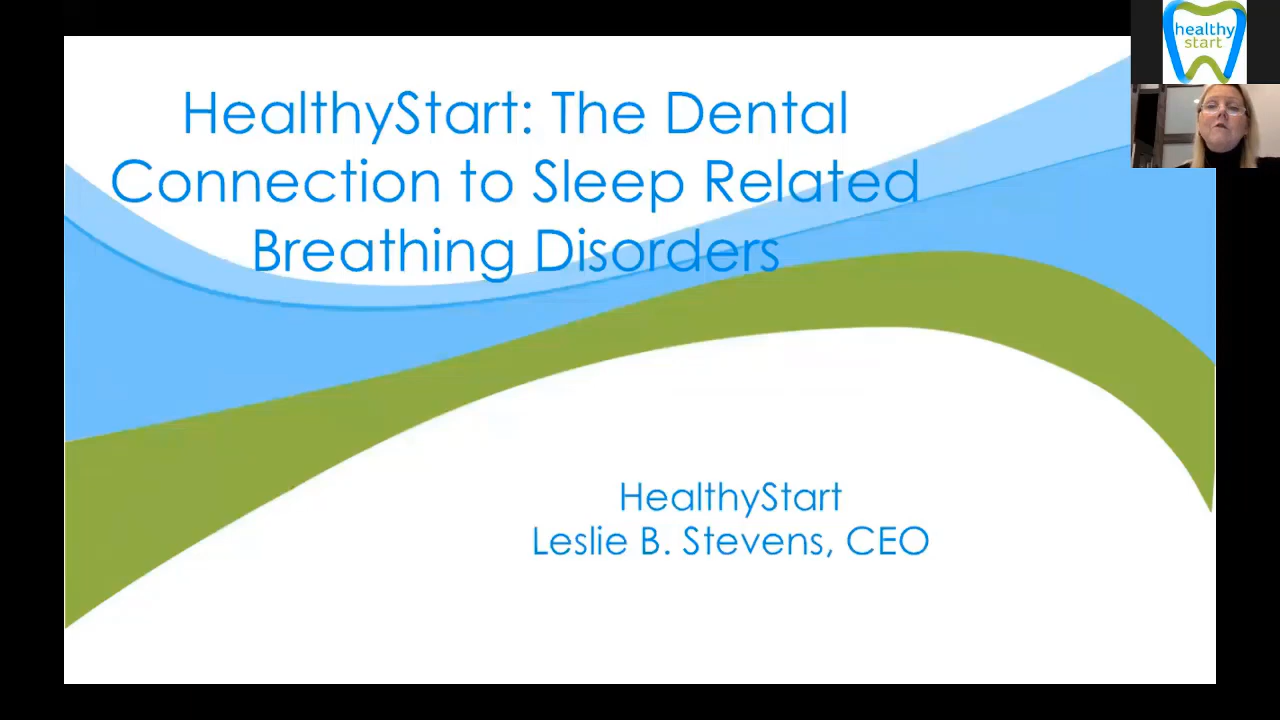 healthy
start
HealthyStart: The Dental
Connection to Sleep Related
Breathing Disorders
HealthyStart
Leslie B. Stevens, CEO